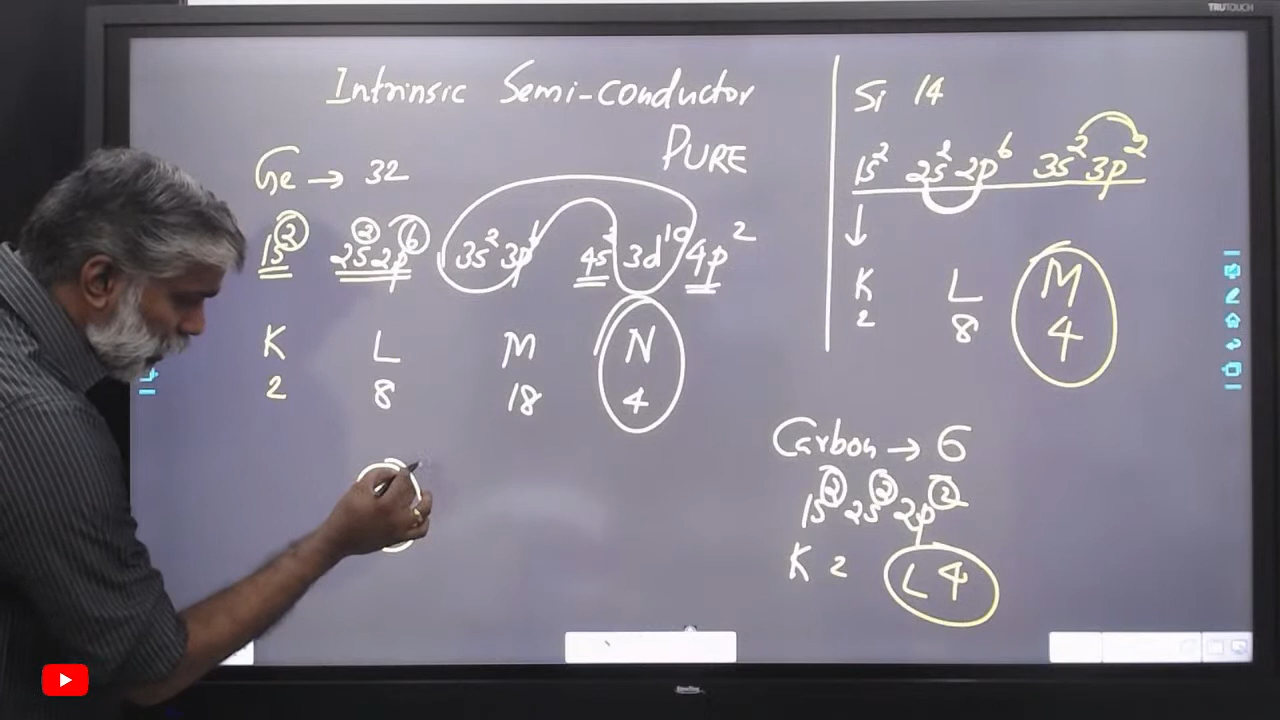 TRUTOUCH
Intrinsic Semi-conductor
PURE
Ge → 32
1s² 2s² 2p⁶ 3s² 3p⁶ 4s² 3d¹⁰ 4p²
K L M N
2 8 18 4
Si 14
1s² 2s² 2p⁶ 3s² 3p²
K L M
2 8 4
Carbon → 6
1s² 2s² 2p²
K 2 L 4